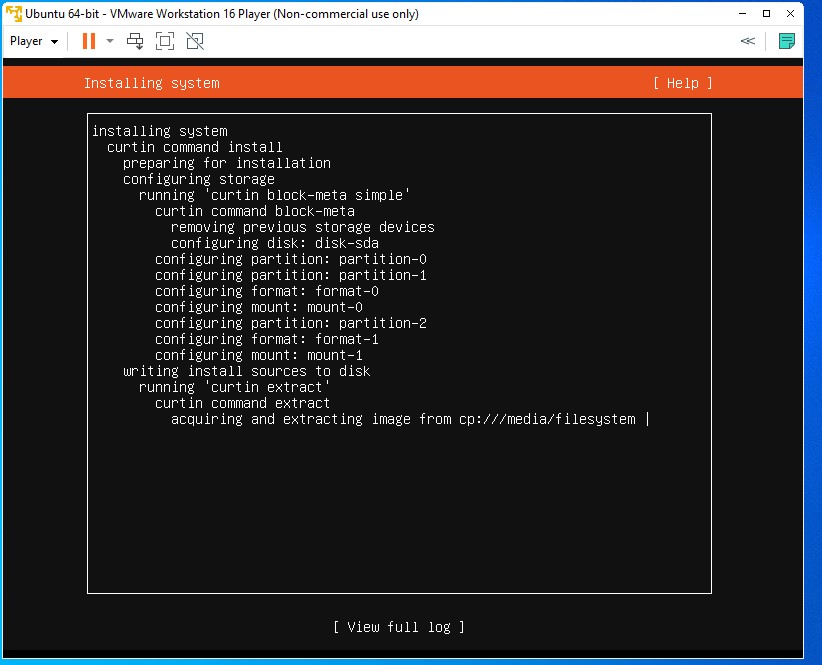 Ubuntu 64-bit - VMware Workstation 16 Player (Non-commercial use only)
Player
Installing system [ Help ]
installing system
curtin command install
preparing for installation
configuring storage
running 'curtin block-meta simple'
curtin command block-meta
removing previous storage devices
configuring disk: disk-sda
configuring partition: partition-0
configuring partition: partition-1
configuring format: format-0
configuring mount: mount-0
configuring partition: partition-2
configuring format: format-1
configuring mount: mount-1
writing install sources to disk
running 'curtin extract'
curtin command extract
acquiring and extracting image from cp:///media/filesystem |
[ View full log ]